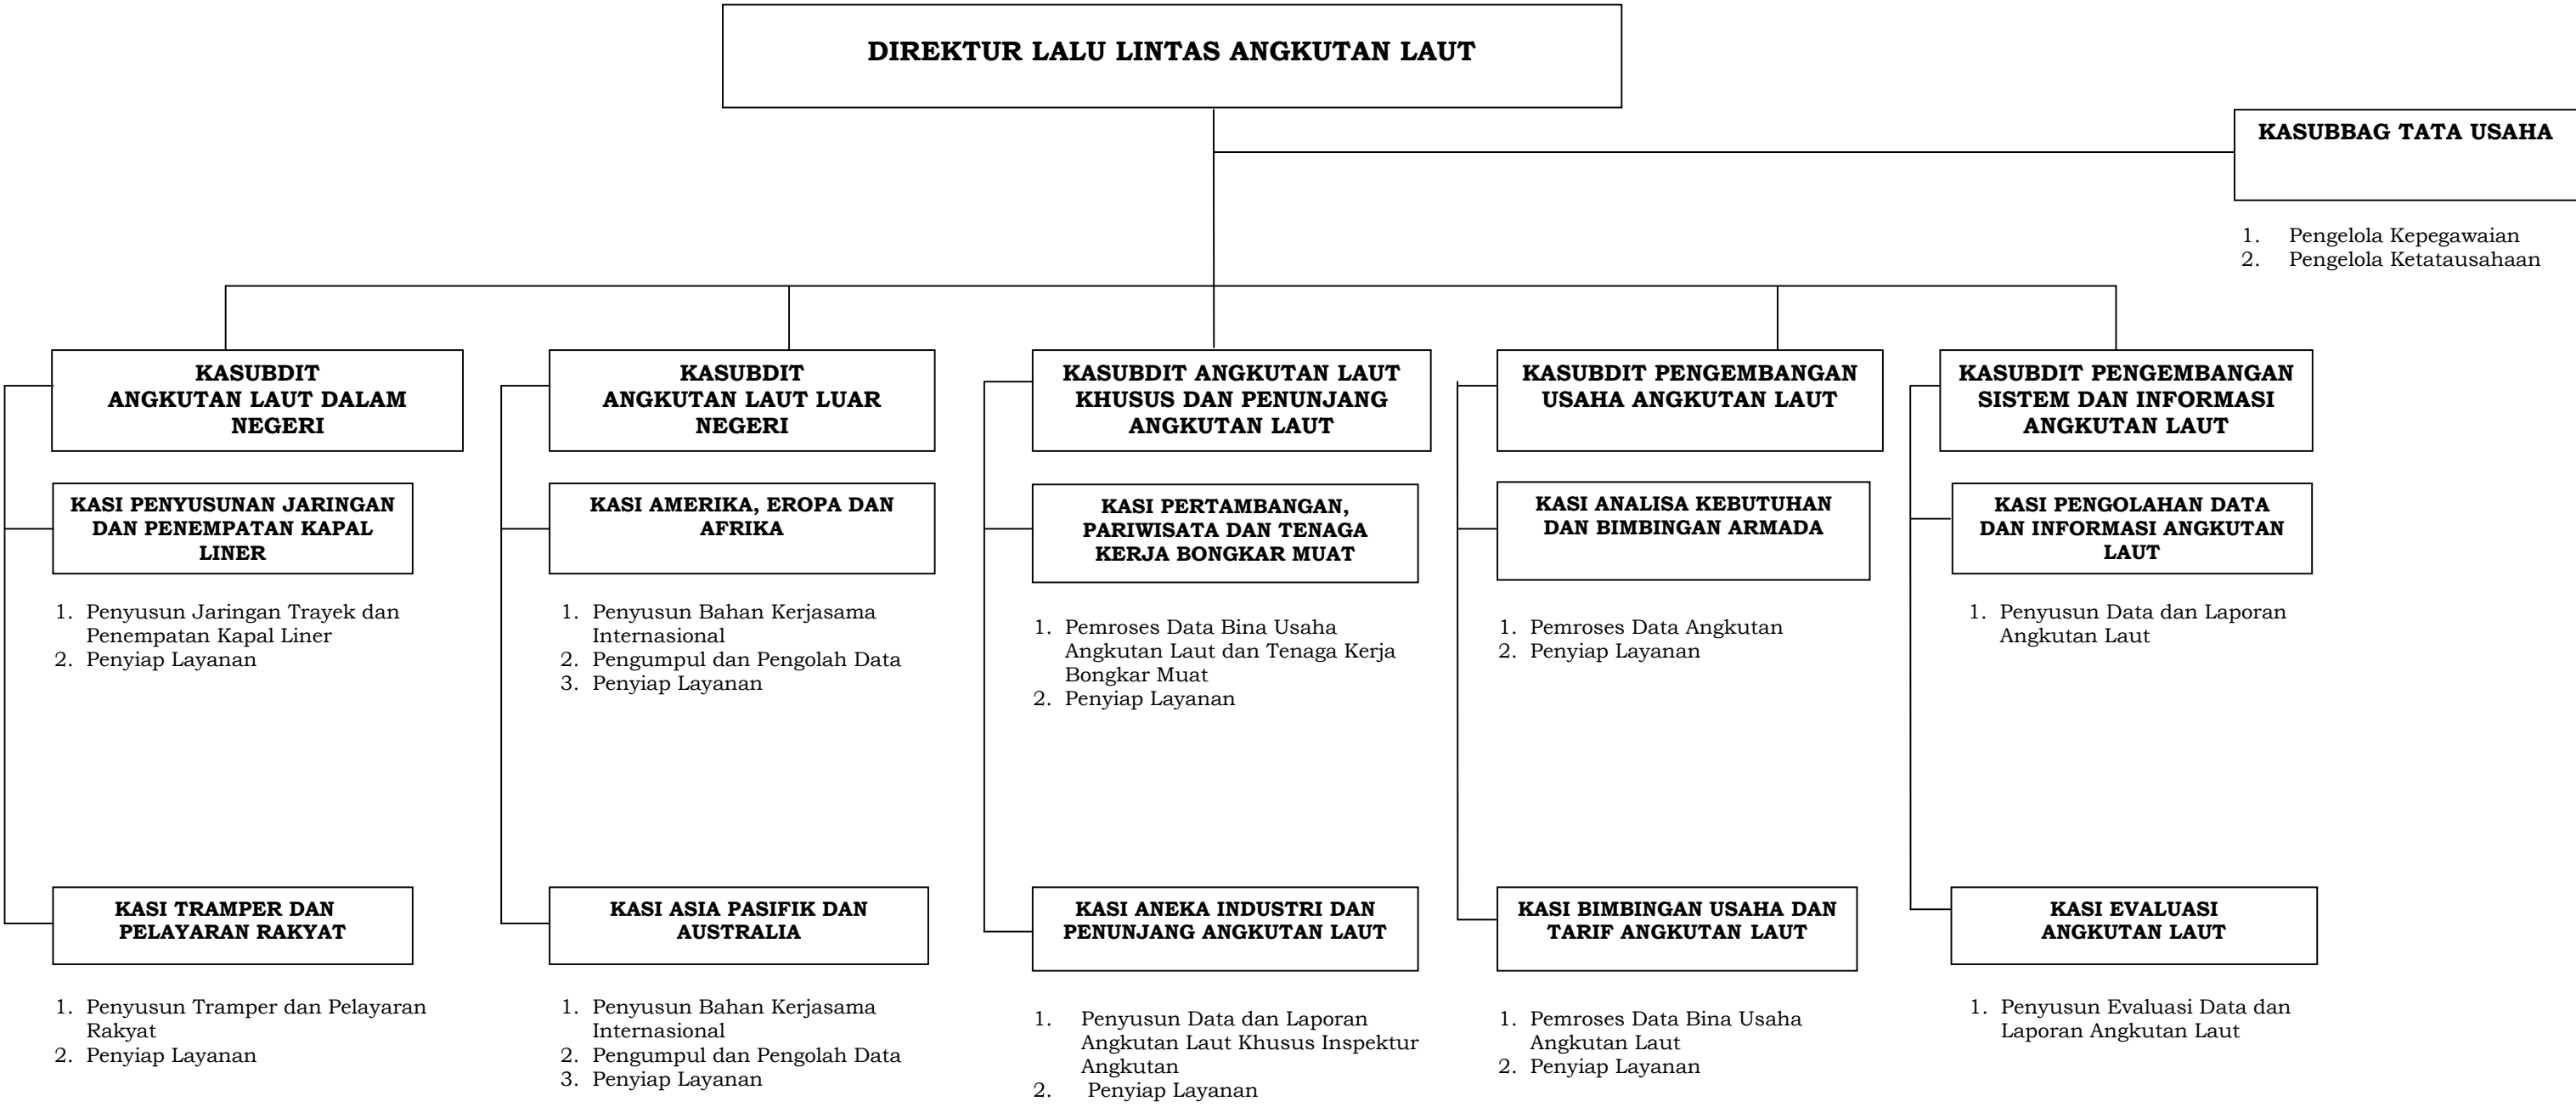 DIREKTUR LALU LINTAS ANGKUTAN LAUT
KASUBBAG TATA USAHA
1. Pengelola Kepegawaian
2. Pengelola Ketatausahaan
KASUBDIT
ANGKUTAN LAUT DALAM
NEGERI
KASI PENYUSUNAN JARINGAN
DAN PENEMPATAN KAPAL
LINER
1. Penyusun Jaringan Trayek dan
Penempatan Kapal Liner
2. Penyiap Layanan
KASI TRAMPER DAN
PELAYARAN RAKYAT
1. Penyusun Tramper dan Pelayaran
Rakyat
2. Penyiap Layanan
KASUBDIT
ANGKUTAN LAUT LUAR
NEGERI
KASI AMERIKA, EROPA DAN
AFRIKA
1. Penyusun Bahan Kerjasama
Internasional
2. Pengumpul dan Pengolah Data
3. Penyiap Layanan
KASI ASIA PASIFIK DAN
AUSTRALIA
1. Penyusun Bahan Kerjasama
Internasional
2. Pengumpul dan Pengolah Data
3. Penyiap Layanan
KASUBDIT ANGKUTAN LAUT
KHUSUS DAN PENUNJANG
ANGKUTAN LAUT
KASI PERTAMBANGAN,
PARIWISATA DAN TENAGA
KERJA BONGKAR MUAT
1. Pemroses Data Bina Usaha
Angkutan Laut dan Tenaga Kerja
Bongkar Muat
2. Penyiap Layanan
KASI ANEKA INDUSTRI DAN
PENUNJANG ANGKUTAN LAUT
1. Penyusun Data dan Laporan
Angkutan Laut Khusus Inspektur
Angkutan
2. Penyiap Layanan
KASUBDIT PENGEMBANGAN
USAHA ANGKUTAN LAUT
KASI ANALISA KEBUTUHAN
DAN BIMBINGAN ARMADA
1. Pemroses Data Angkutan
2. Penyiap Layanan
KASI BIMBINGAN USAHA DAN
TARIF ANGKUTAN LAUT
1. Pemroses Data Bina Usaha
Angkutan Laut
2. Penyiap Layanan
KASUBDIT PENGEMBANGAN
SISTEM DAN INFORMASI
ANGKUTAN LAUT
KASI PENGOLAHAN DATA
DAN INFORMASI ANGKUTAN
LAUT
1. Penyusun Data dan Laporan
Angkutan Laut
KASI EVALUASI
ANGKUTAN LAUT
1. Penyusun Evaluasi Data dan
Laporan Angkutan Laut